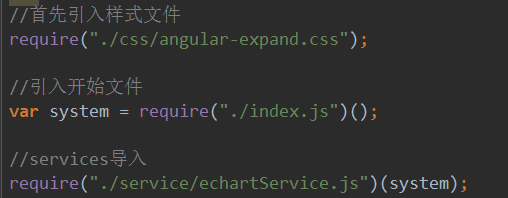 //首先引入样式文件
require("./css/angular-expand.css");
//引入开始文件
var system = require("./index.js")();
//services导入
require("./service/echartService.js")(system);